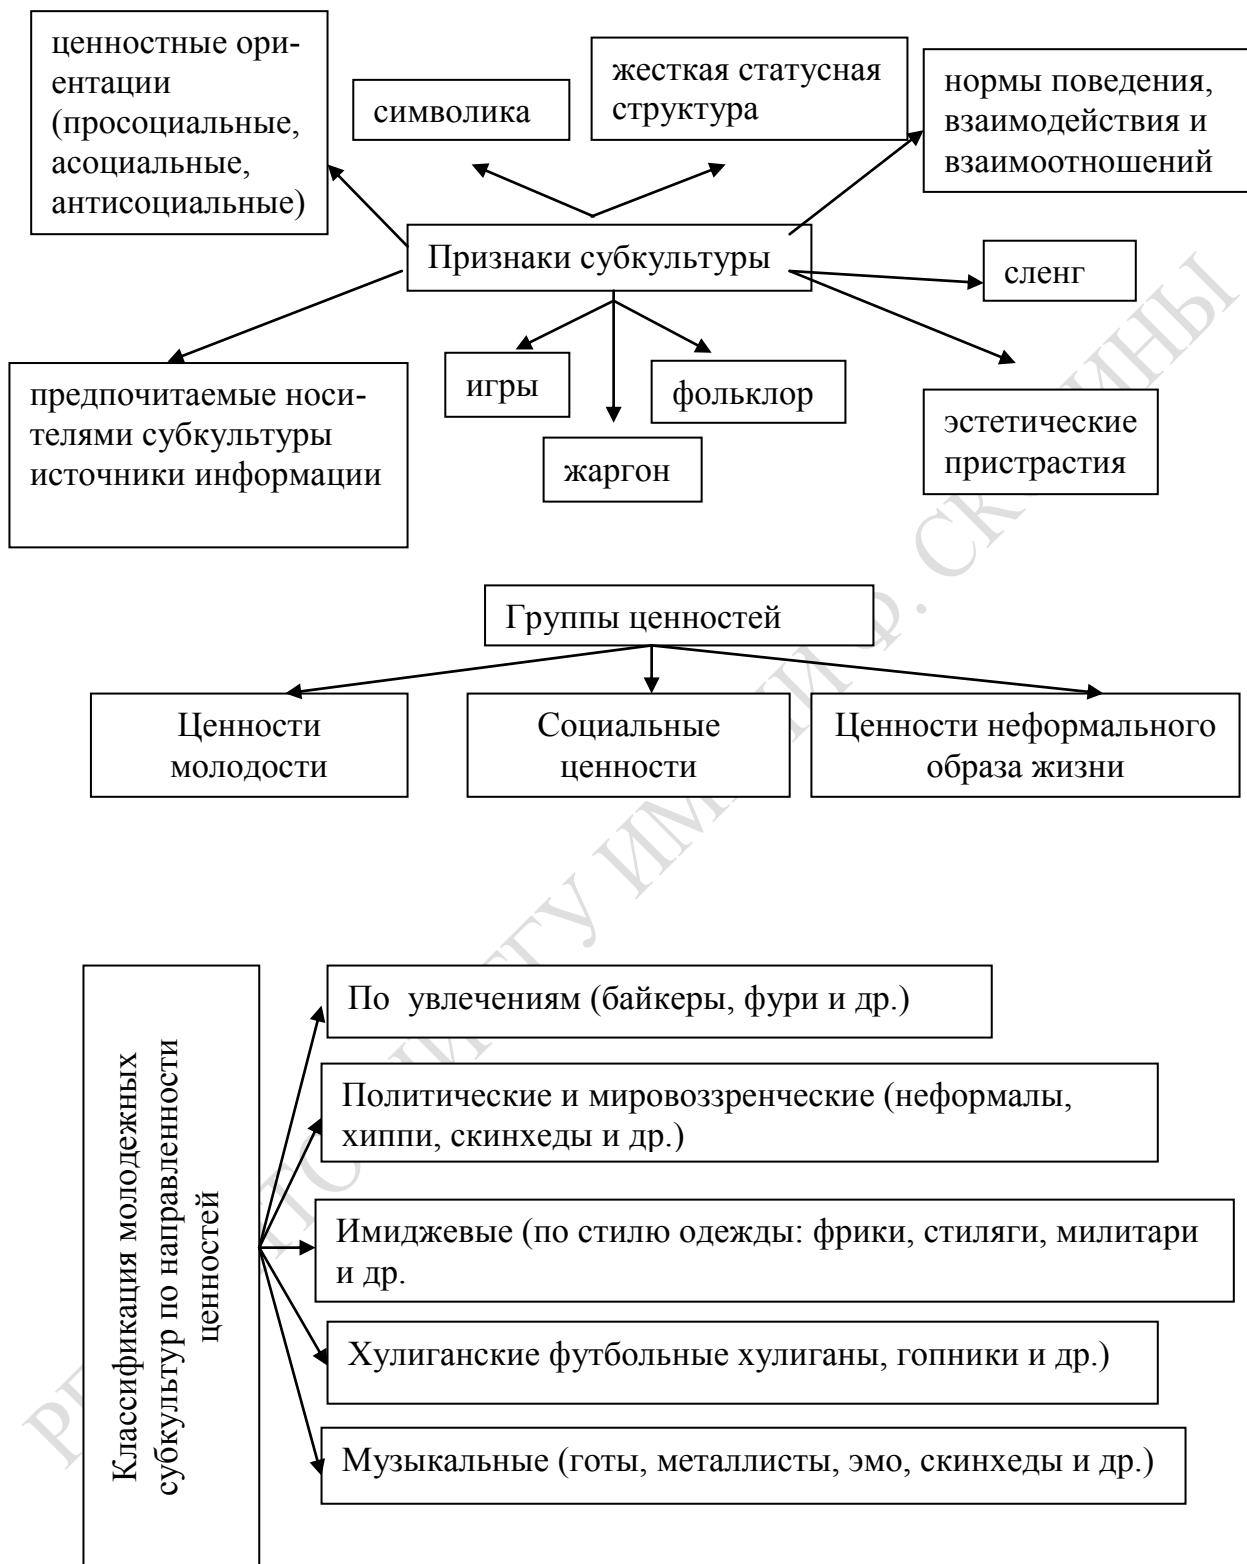 ценностные ори-
ентации
(просоциальные,
асоциальные,
антисоциальные)
символика
жесткая статусная
структура
нормы поведения,
взаимодействия и
взаимоотношений
Признаки субкультуры
сленг
предпочитаемые носи-
телями субкультуры
источники информации
игры
фольклор
жаргон
эстетические
пристрастия
Группы ценностей
Ценности
молодости
Социальные
ценности
Ценности неформального
образа жизни
Классификация молодежных
субкультур по направленности
ценностей
По увлечениям (байкеры, фури и др.)
Политические и мировоззренческие (неформалы,
хиппи, скинхеды и др.)
Имиджевые (по стилю одежды: фрики, стиляги, милитари
и др.
Хулиганские футбольные хулиганы, гопники и др.)
Музыкальные (готы, металлисты, эмо, скинхеды и др.)
ГГУ
Ф.